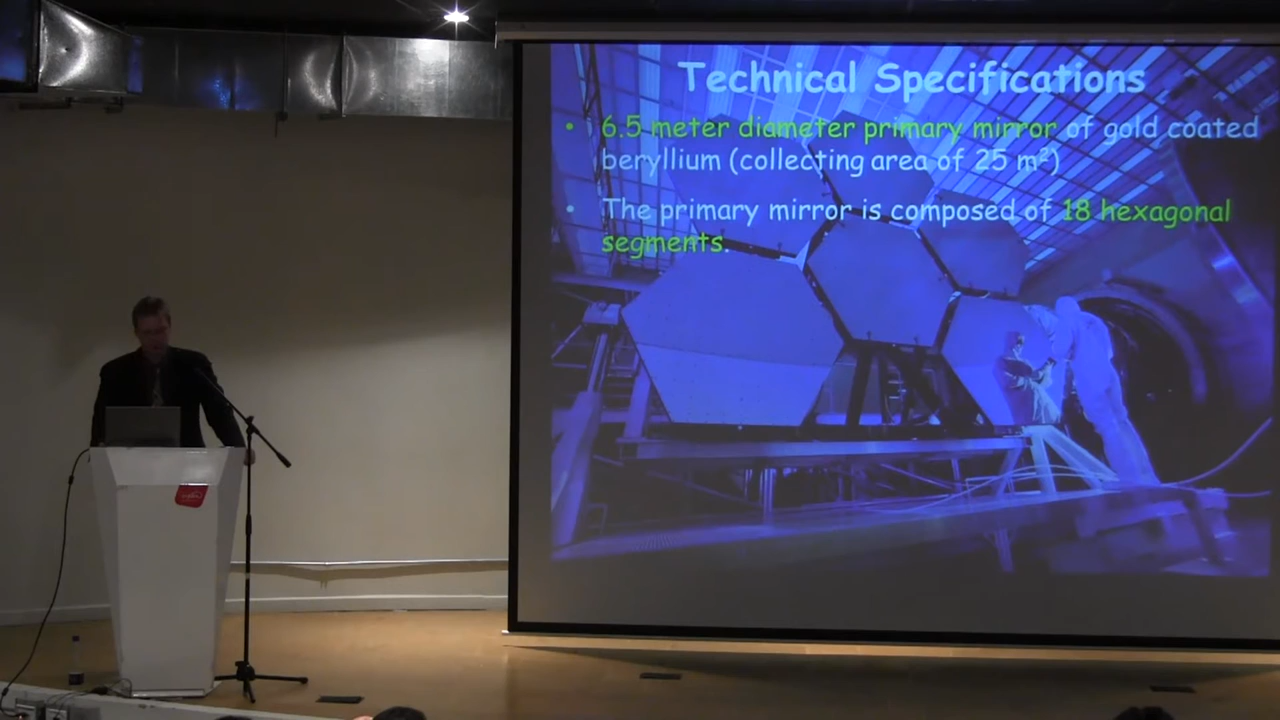 Technical Specifications
• 6.5 meter diameter primary mirror of gold coated
beryllium (collecting area of 25 m²)
• The primary mirror is composed of 18 hexagonal
segments.